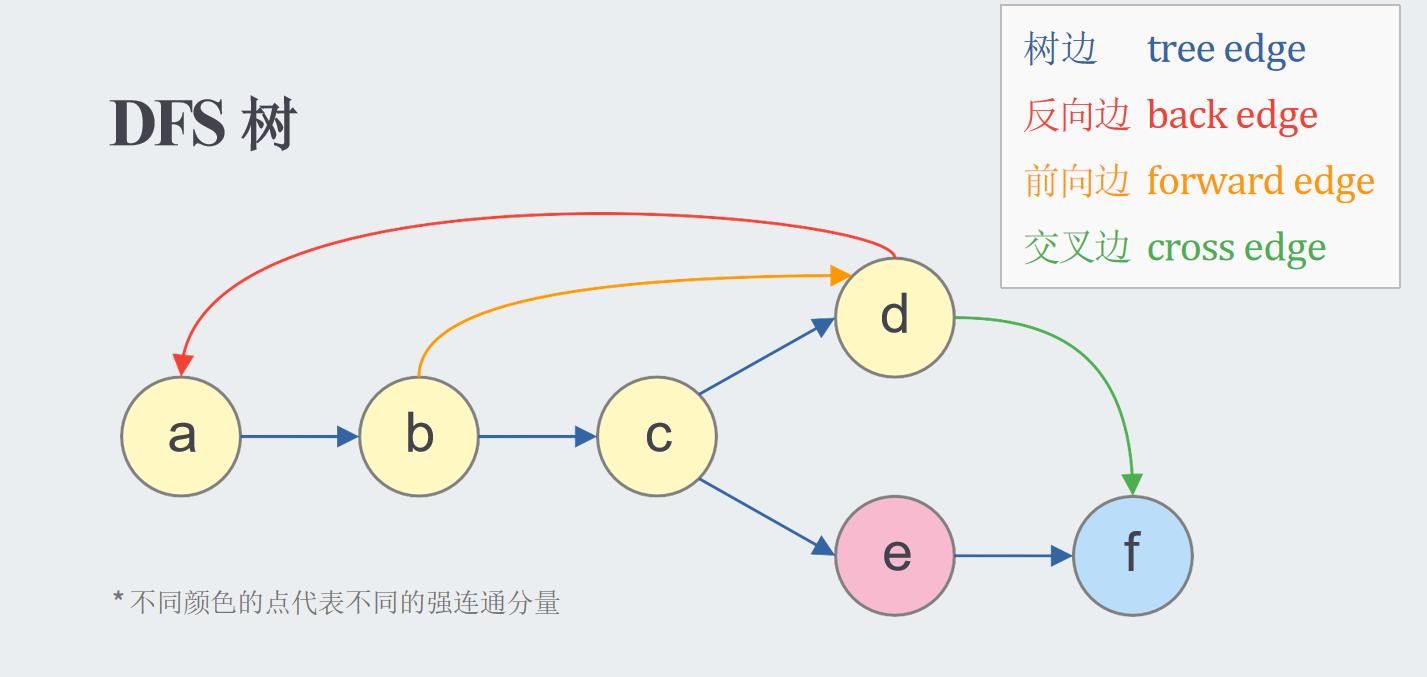 DFS 树
树边 tree edge
反向边 back edge
前向边 forward edge
交叉边 cross edge
d
a
b
c
e
f
* 不同颜色的点代表不同的强连通分量